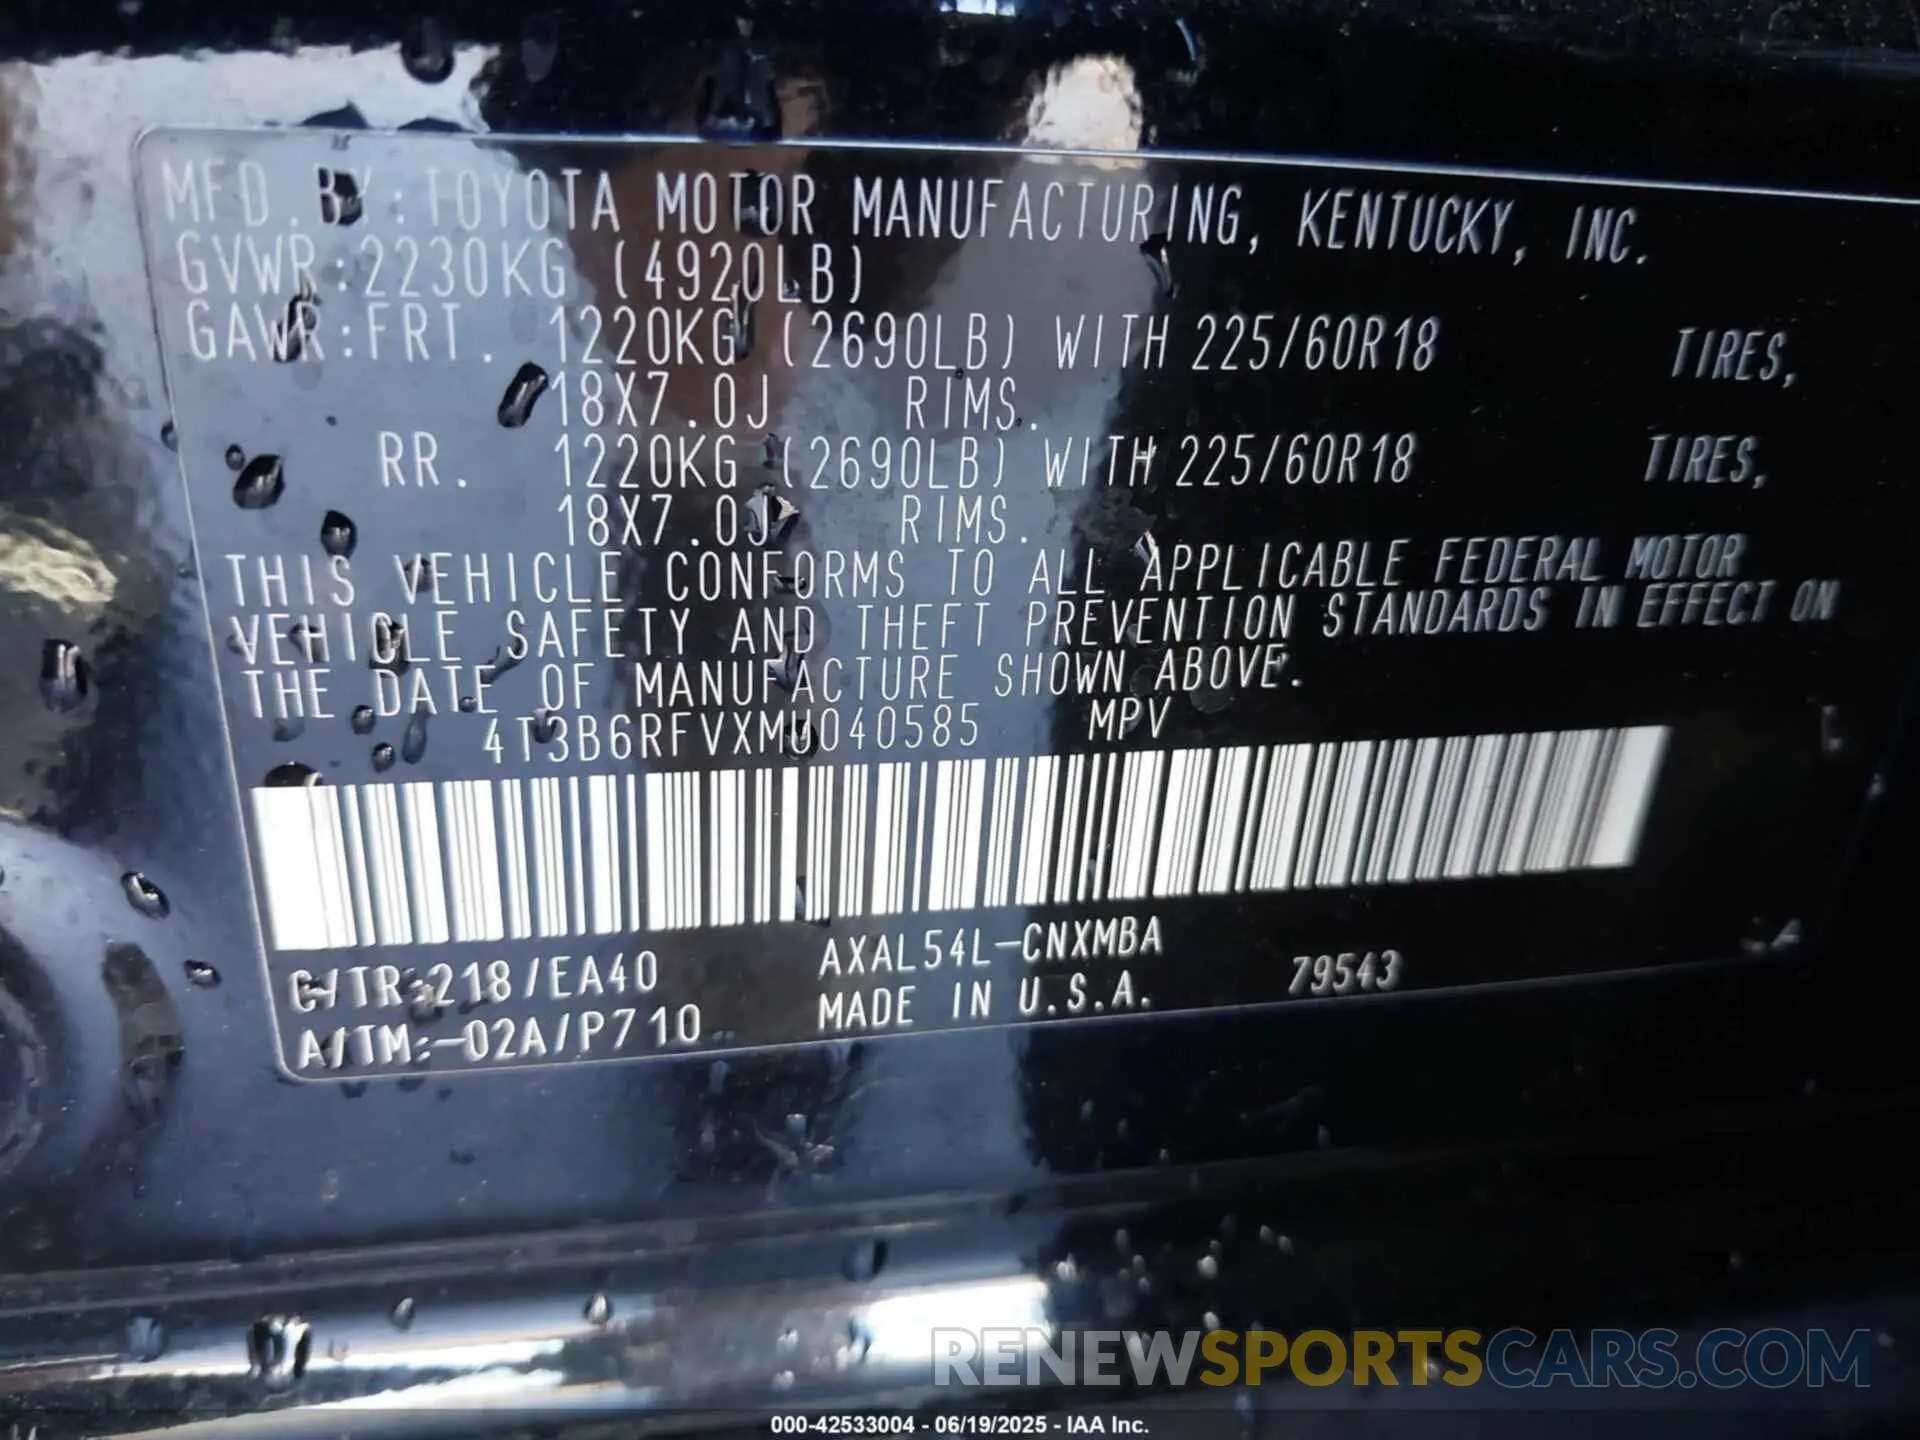 MFD. BY:TOYOTA MOTOR MANUFACTURING, KENTUCKY, INC.
GVWR:2230KG (4920LB)
GAWR:FRT. 1220KG (2690LB) WITH 225/60R18 TIRES,
18X7.0J RIMS.
RR. 1220KG (2690LB) WITH 225/60R18 TIRES,
18X7.0J RIMS.
THIS VEHICLE CONFORMS TO ALL APPLICABLE FEDERAL MOTOR
VEHICLE SAFETY AND THEFT PREVENTION STANDARDS IN EFFECT ON
THE DATE OF MANUFACTURE SHOWN ABOVE.
4T3B6RFVXMU040585 MPV
C/TR:218/EA40 AXAL54L-CNXMBA
A/TM:-02A/P710 MADE IN U.S.A. 79543
RENEWSPORTSCARS.COM
000-42533004 - 06/19/2025 - IAA Inc.